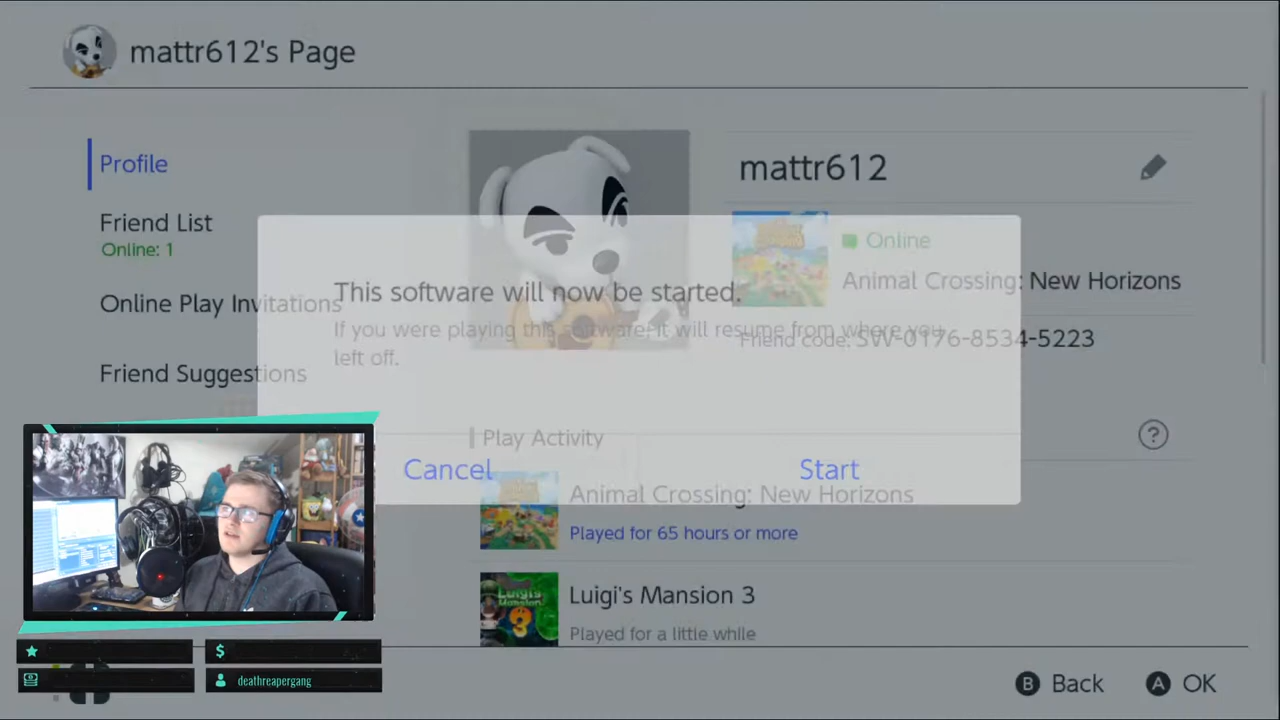 mattr612's Page
Profile
Friend List
Online: 1
Online Play Invitations
Friend Suggestions
mattr612
Online
Animal Crossing: New Horizons
Friend code: SW-0176-8534-5223
This software will now be started.
If you were playing this software, it will resume from where you
left off.
Cancel
Start
Play Activity
Animal Crossing: New Horizons
Played for 65 hours or more
Luigi's Mansion 3
Played for a little while
LUIGI'S MANSION 3
$
deathreapergang
B Back
A OK